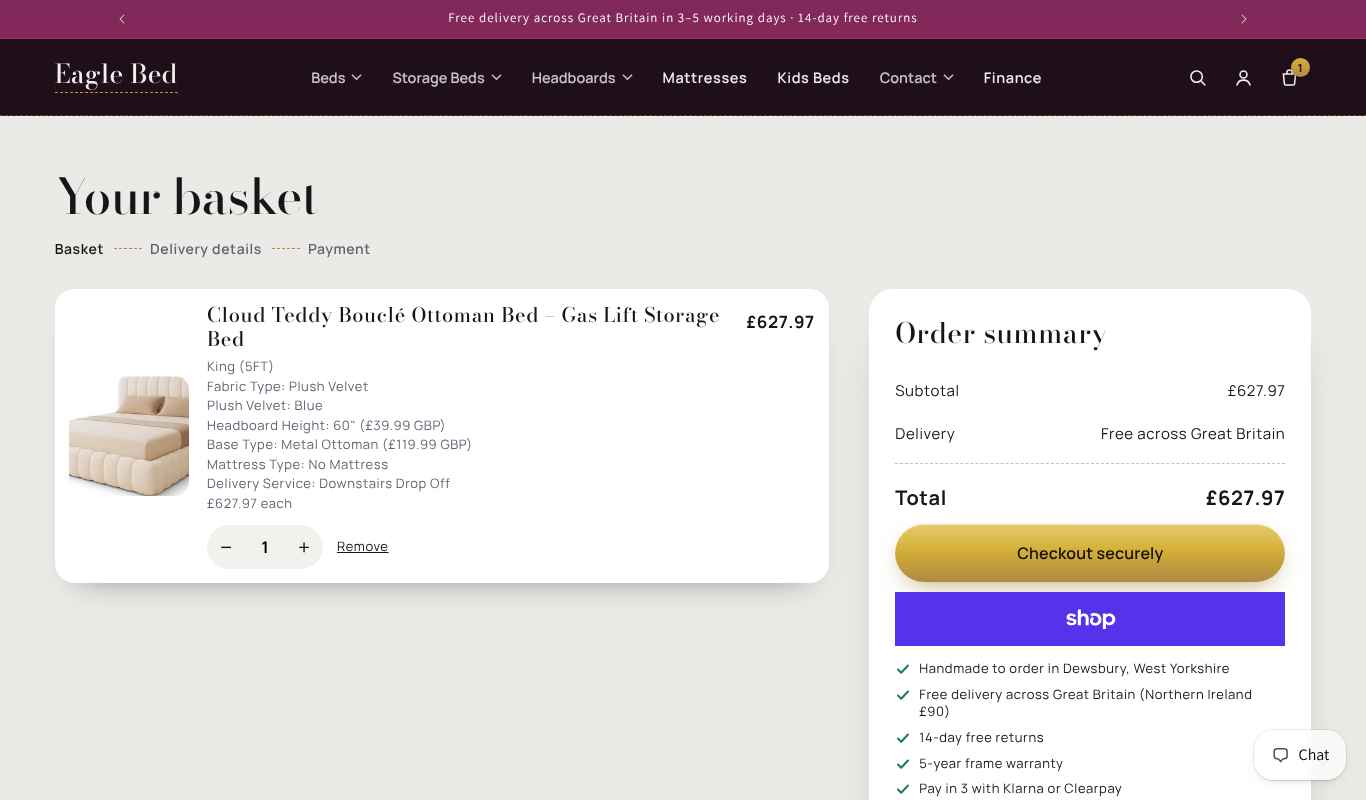 Free delivery across Great Britain in 3–5 working days · 14-day free returns
Eagle Bed
Beds
Storage Beds
Headboards
Mattresses
Kids Beds
Contact
Finance
1
Your basket
Basket
Delivery details
Payment
Cloud Teddy Bouclé Ottoman Bed – Gas Lift Storage
Bed
£627.97
King (5FT)
Fabric Type: Plush Velvet
Plush Velvet: Blue
Headboard Height: 60" (£39.99 GBP)
Base Type: Metal Ottoman (£119.99 GBP)
Mattress Type: No Mattress
Delivery Service: Downstairs Drop Off
£627.97 each
− 1 +
Remove
Order summary
Subtotal £627.97
Delivery Free across Great Britain
Total £627.97
Checkout securely
shop
Handmade to order in Dewsbury, West Yorkshire
Free delivery across Great Britain (Northern Ireland
£90)
14-day free returns
5-year frame warranty
Pay in 3 with Klarna or Clearpay
Chat